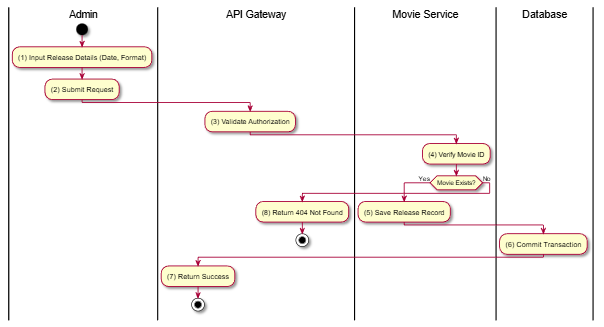 Admin
API Gateway
Movie Service
Database
(1) Input Release Details (Date, Format)
(2) Submit Request
(3) Validate Authorization
(4) Verify Movie ID
Yes
Movie Exists?
No
(8) Return 404 Not Found
(5) Save Release Record
(6) Commit Transaction
(7) Return Success